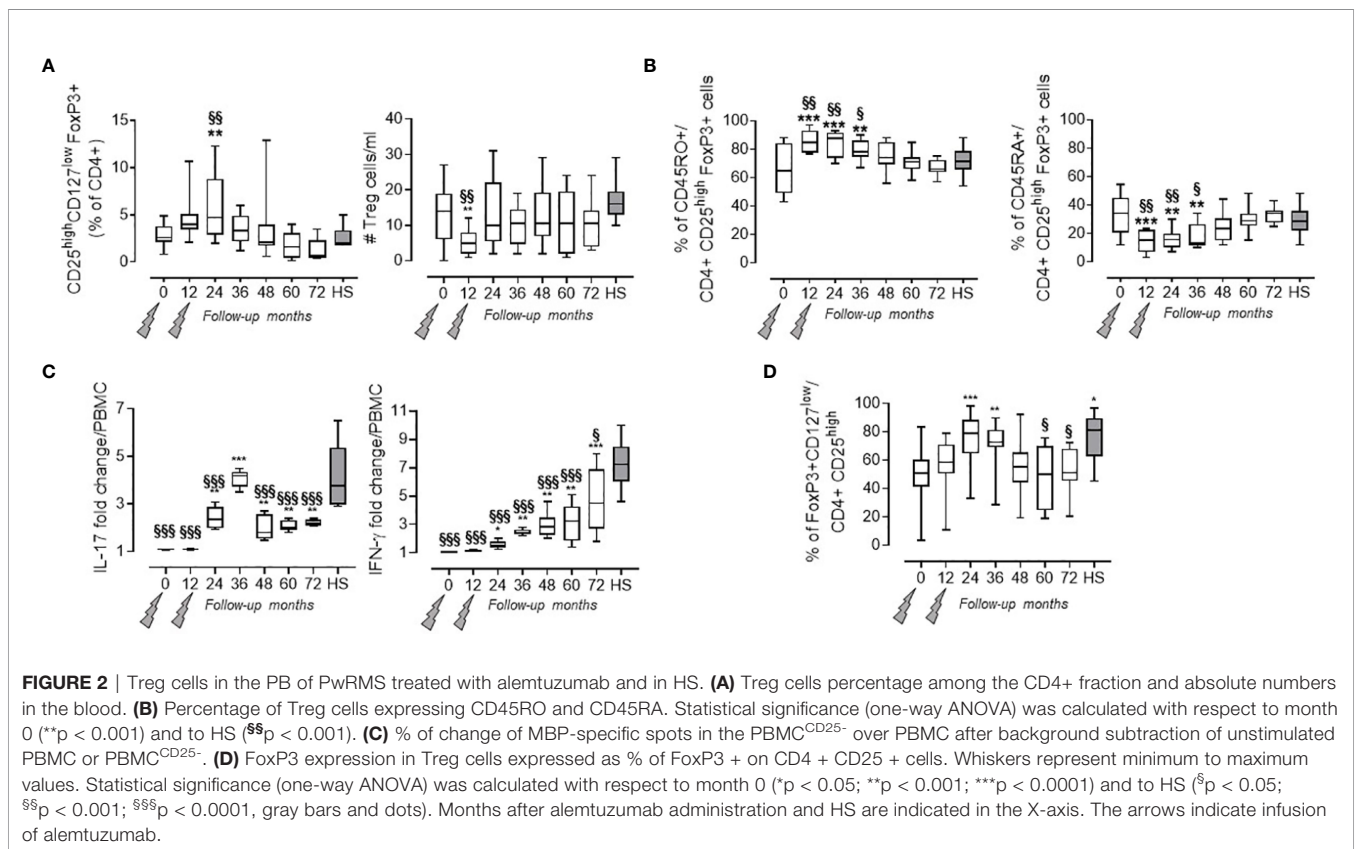 A
CD25highCD127low FoxP3+
(% of CD4+)
15
10
5
0
§§
**
0 12 24 36 48 60 72 HS
Follow-up months
# Treg cells/ml
40
30
20
10
0
§§
**
0 12 24 36 48 60 72 HS
Follow-up months
B
% of CD45RO+/
CD4+ CD25high FoxP3+ cells
100
80
60
40
20
0
§§ §§ §
*** *** **
0 12 24 36 48 60 72 HS
Follow-up months
% of CD45RA+/
CD4+ CD25high FoxP3+ cells
100
80
60
40
20
0
§§ §§ §
*** ** **
0 12 24 36 48 60 72 HS
Follow-up months
C
IL-17 fold change/PBMC
7
5
3
1
§§§ §§§ §§§ *** §§§ §§§ §§§
** ** ** **
0 12 24 36 48 60 72 HS
Follow-up months
IFN-γ fold change/PBMC
11
9
7
5
3
1
§§§ §§§ §§§ §§§ §§§ §§§ §
* ** ** ** ***
0 12 24 36 48 60 72 HS
Follow-up months
D
% of FoxP3+CD127low/
CD4+ CD25high
100
80
60
40
20
0
*** ** § § *
0 12 24 36 48 60 72 HS
Follow-up months
FIGURE 2 | Treg cells in the PB of PwRMS treated with alemtuzumab and in HS. (A) Treg cells percentage among the CD4+ fraction and absolute numbers
in the blood. (B) Percentage of Treg cells expressing CD45RO and CD45RA. Statistical significance (one-way ANOVA) was calculated with respect to month
0 (**p < 0.001) and to HS (§§p < 0.001). (C) % of change of MBP-specific spots in the PBMCCD25- over PBMC after background subtraction of unstimulated
PBMC or PBMCCD25-. (D) FoxP3 expression in Treg cells expressed as % of FoxP3 + on CD4 + CD25 + cells. Whiskers represent minimum to maximum
values. Statistical significance (one-way ANOVA) was calculated with respect to month 0 (*p < 0.05; **p < 0.001; ***p < 0.0001) and to HS (§p < 0.05;
§§p < 0.001; §§§p < 0.0001, gray bars and dots). Months after alemtuzumab administration and HS are indicated in the X-axis. The arrows indicate infusion
of alemtuzumab.